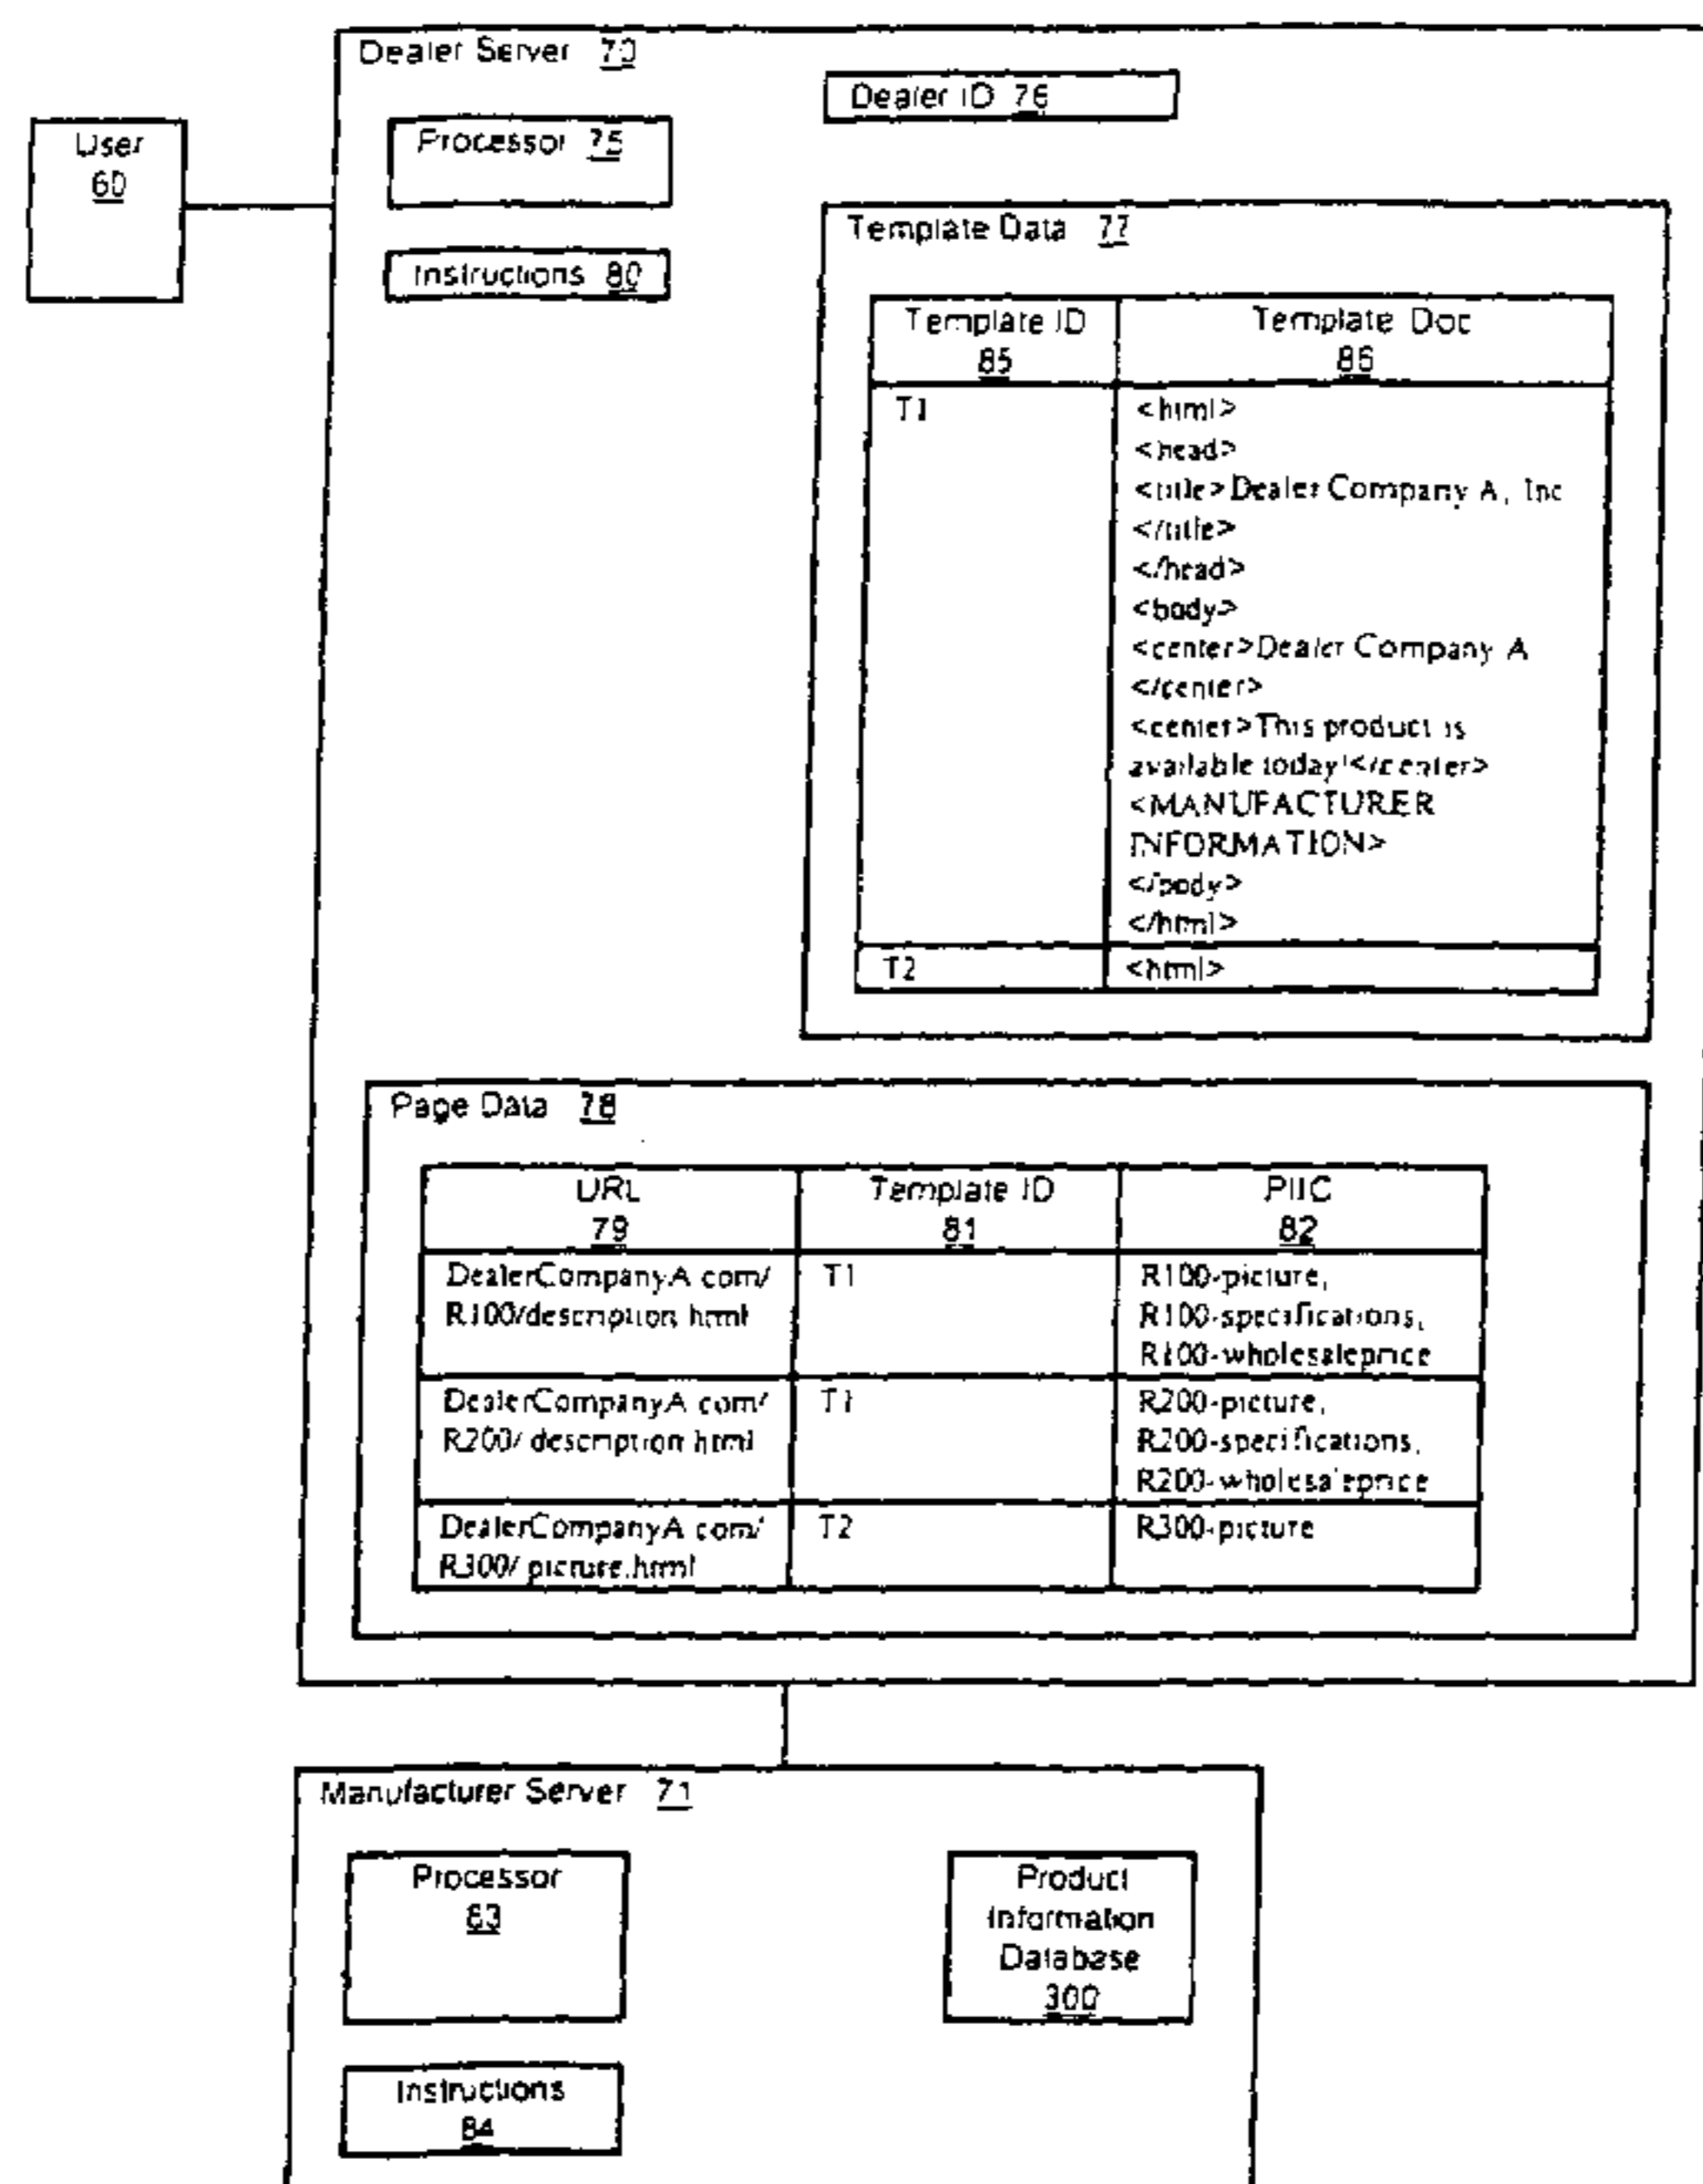 Dealer Server 70
Dealer ID 76
User
60
Processor 75
Instructions 80
Template Data 77
Template ID
85
Template Doc
86
T1
<html>
<head>
<title>Dealer Company A, Inc
</title>
</head>
<body>
<center>Dealer Company A
</center>
<center>This product is
available today!</center>
<MANUFACTURER
INFORMATION>
</body>
</html>
T2
<html>
Page Data 78
URL
79
Template ID
81
PIIC
82
DealerCompanyA.com/
R100/description.html
T1
R100-picture,
R100-specifications,
R100-wholesaleprice
DealerCompanyA.com/
R200/ description.html
T1
R200-picture,
R200-specifications,
R200-wholesaleprice
DealerCompanyA.com/
R300/ picture.html
T2
R300-picture
Manufacturer Server 71
Processor
83
Product
Information
Database
300
Instructions
84